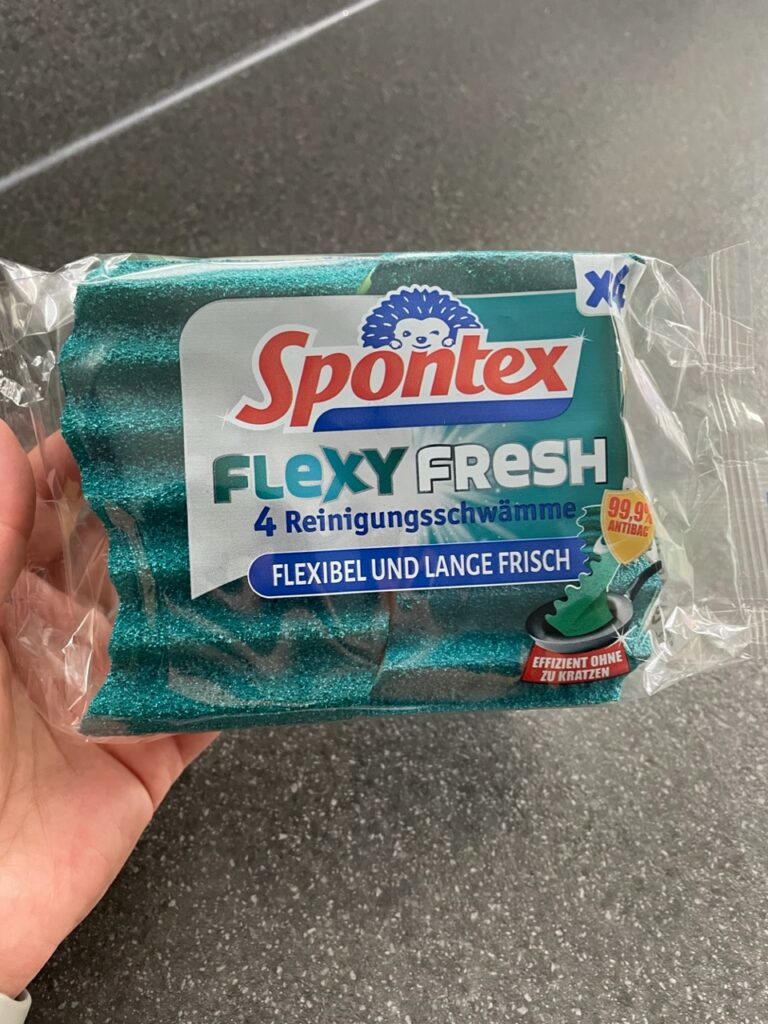 x4
Spontex
FLeXY FResH
4 Reinigungsschwämme
FLEXIBEL UND LANGE FRISCH
99,9%
ANTIBAC
EFFIZIENT OHNE
ZU KRATZEN